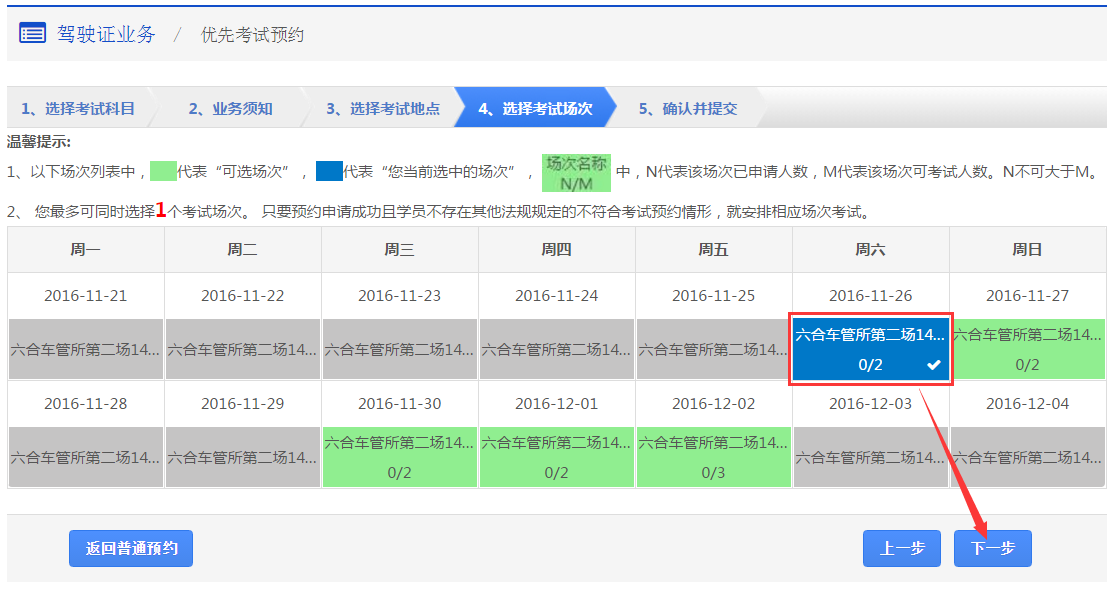 驾驶证业务 / 优先考试预约
1、选择考试科目 2、业务须知 3、选择考试地点 4、选择考试场次 5、确认并提交
温馨提示:
1、以下场次列表中，代表“可选场次”，代表“您当前选中的场次”，场次名称 N/M 中，N代表该场次已申请人数，M代表该场次可考试人数。N不可大于M。
2、 您最多可同时选择1个考试场次。 只要预约申请成功且学员不存在其他法规规定的不符合考试预约情形，就安排相应场次考试。
周一 周二 周三 周四 周五 周六 周日
2016-11-21 2016-11-22 2016-11-23 2016-11-24 2016-11-25 2016-11-26 2016-11-27
六合车管所第二场14... 六合车管所第二场14... 六合车管所第二场14... 六合车管所第二场14... 六合车管所第二场14... 六合车管所第二场14... 六合车管所第二场14...
0/2 0/2
2016-11-28 2016-11-29 2016-11-30 2016-12-01 2016-12-02 2016-12-03 2016-12-04
六合车管所第二场14... 六合车管所第二场14... 六合车管所第二场14... 六合车管所第二场14... 六合车管所第二场14... 六合车管所第二场14... 六合车管所第二场14...
0/2 0/2 0/3
返回普通预约 上一步 下一步